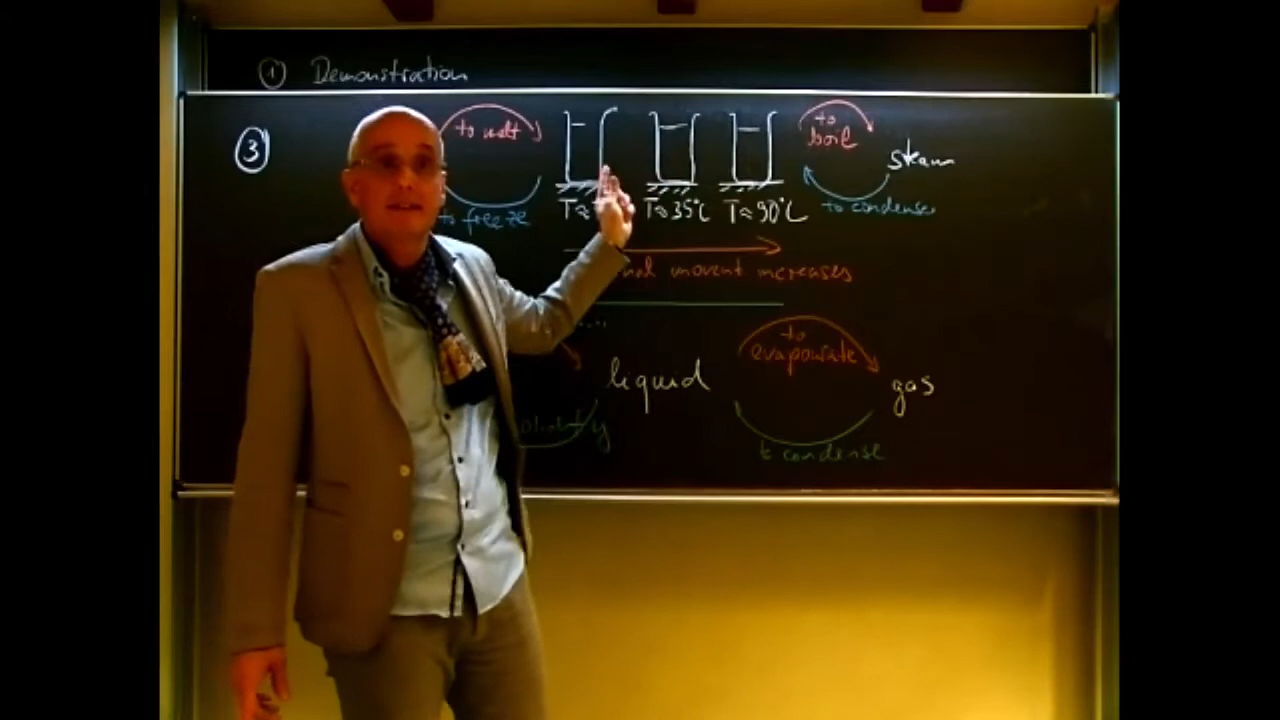 ① Demonstration
③
to melt
to boil
steam
to freeze
T≈
T≈35°C
T≈90°C
to condense
movent increases
to evaporate
liquid
gas
to condense